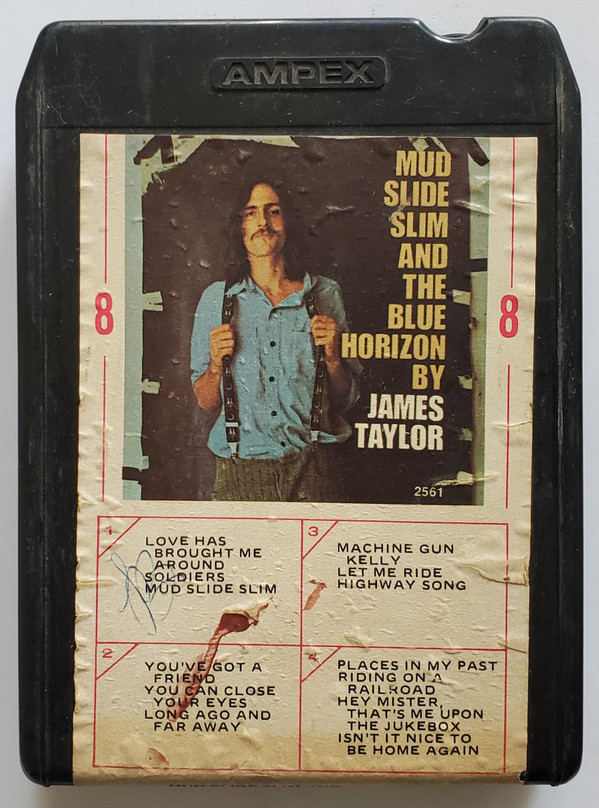 AMPEX
MUD
SLIDE
SLIM
AND
THE
BLUE
HORIZON
BY
JAMES
TAYLOR
8
8
2561
1
LOVE HAS
BROUGHT ME
AROUND
SOLDIERS
MUD SLIDE SLIM
2
YOU'VE GOT A
FRIEND
YOU CAN CLOSE
YOUR EYES
LONG AGO AND
FAR AWAY
3
MACHINE GUN
KELLY
LET ME RIDE
HIGHWAY SONG
4
PLACES IN MY PAST
RIDING ON A
RAILROAD
HEY MISTER,
THAT'S ME UPON
THE JUKEBOX
ISN'T IT NICE TO
BE HOME AGAIN